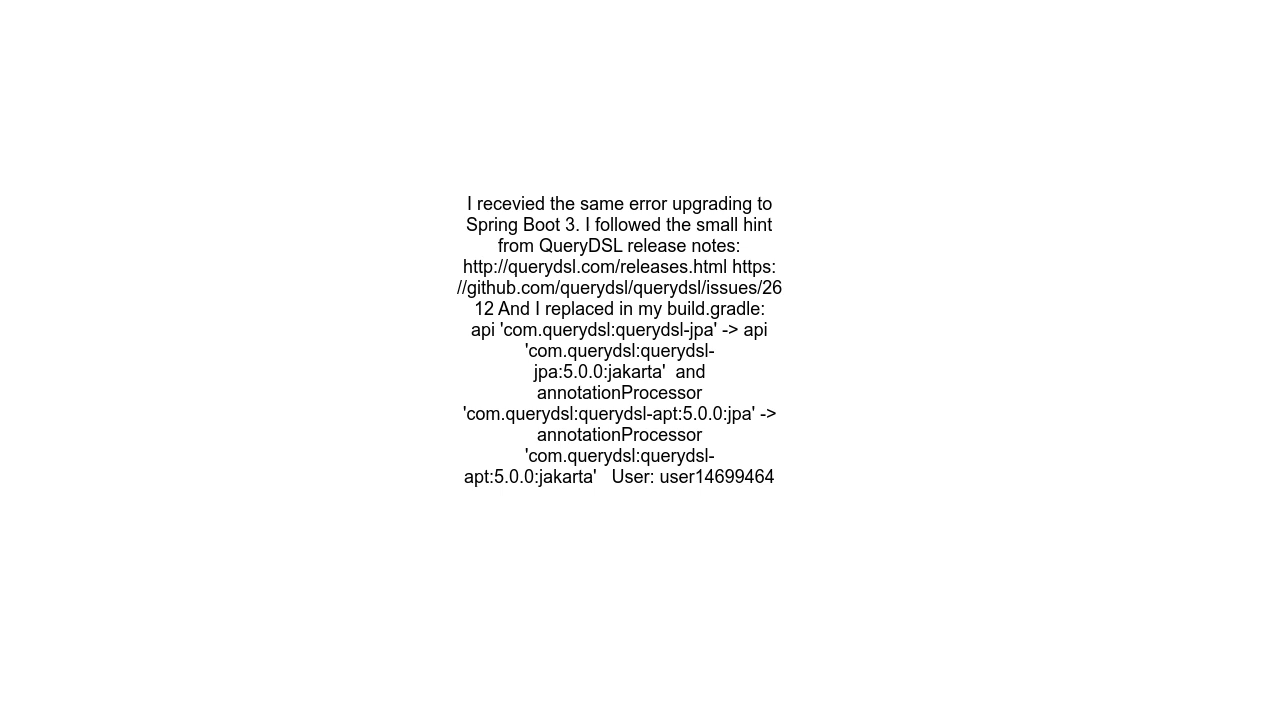 I recevied the same error upgrading to
Spring Boot 3. I followed the small hint
from QueryDSL release notes:
http://querydsl.com/releases.html https:
//github.com/querydsl/querydsl/issues/26
12 And I replaced in my build.gradle:
api 'com.querydsl:querydsl-jpa' -> api
'com.querydsl:querydsl-
jpa:5.0.0:jakarta'  and
annotationProcessor
'com.querydsl:querydsl-apt:5.0.0:jpa' ->
annotationProcessor
'com.querydsl:querydsl-
apt:5.0.0:jakarta'   User: user14699464